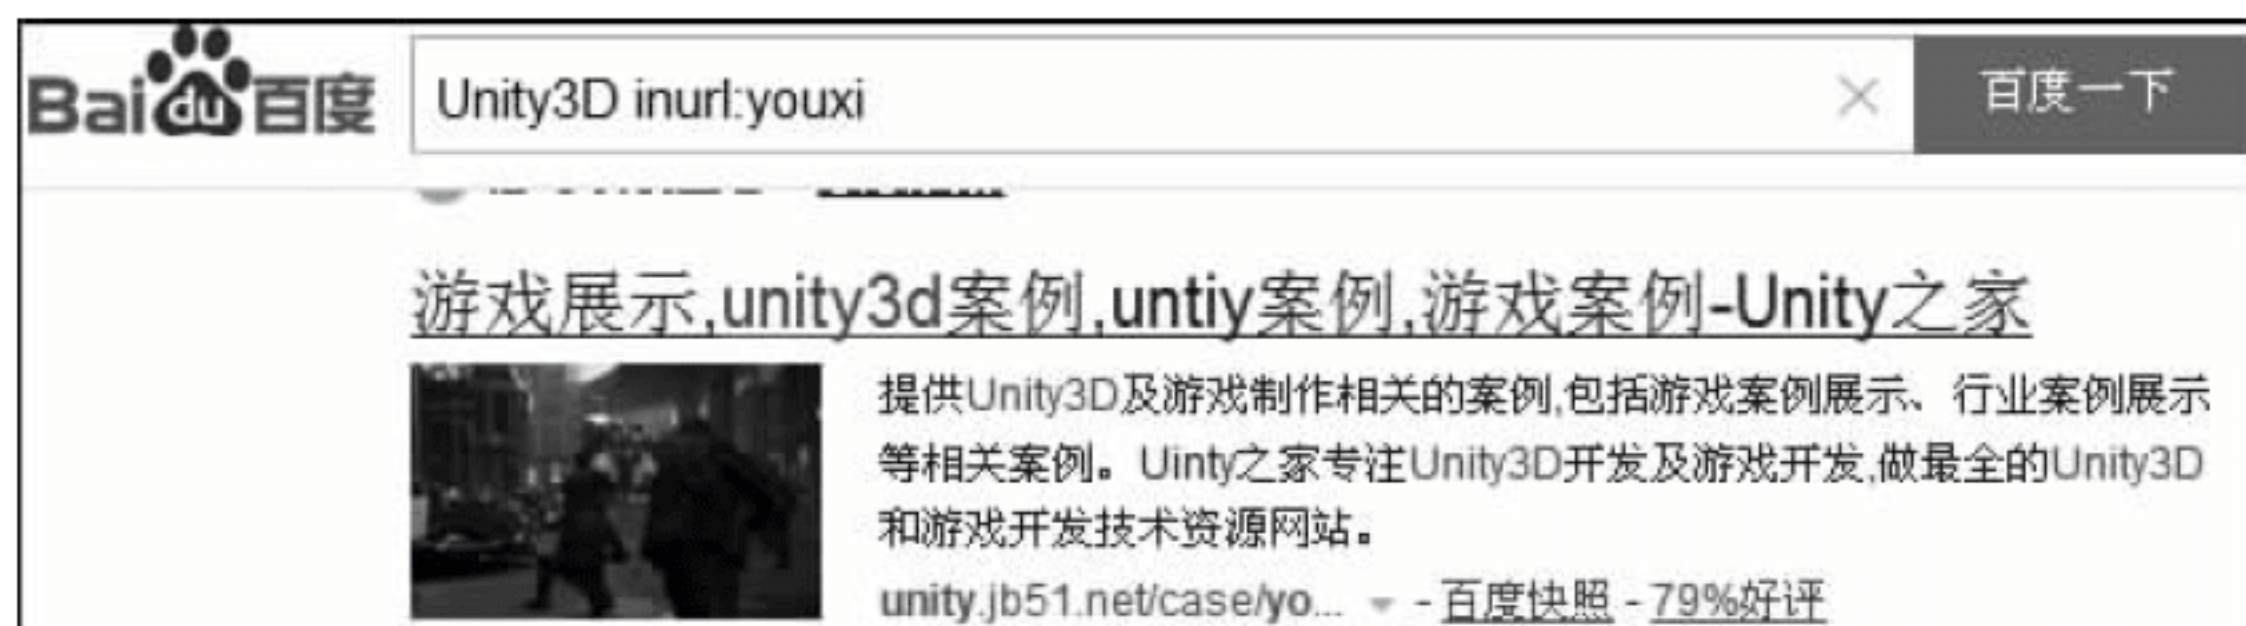 Bai du 百度
Unity3D inurl:youxi
百度一下
游戏展示,unity3d案例,untiy案例,游戏案例-Unity之家
提供Unity3D及游戏制作相关的案例,包括游戏案例展示、行业案例展示
等相关案例。Uinty之家专注Unity3D开发及游戏开发,做最全的Unity3D
和游戏开发技术资源网站。
unity.jb51.net/case/yo... - 百度快照 - 79%好评